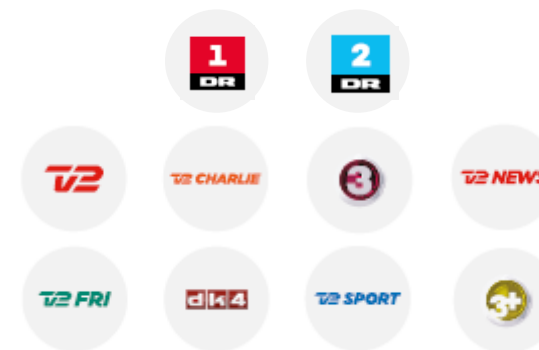 1 DR
2 DR
TV2
TV2 CHARLIE
3
TV2 NEWS
TV2 FRI
dk4
TV2 SPORT
3+